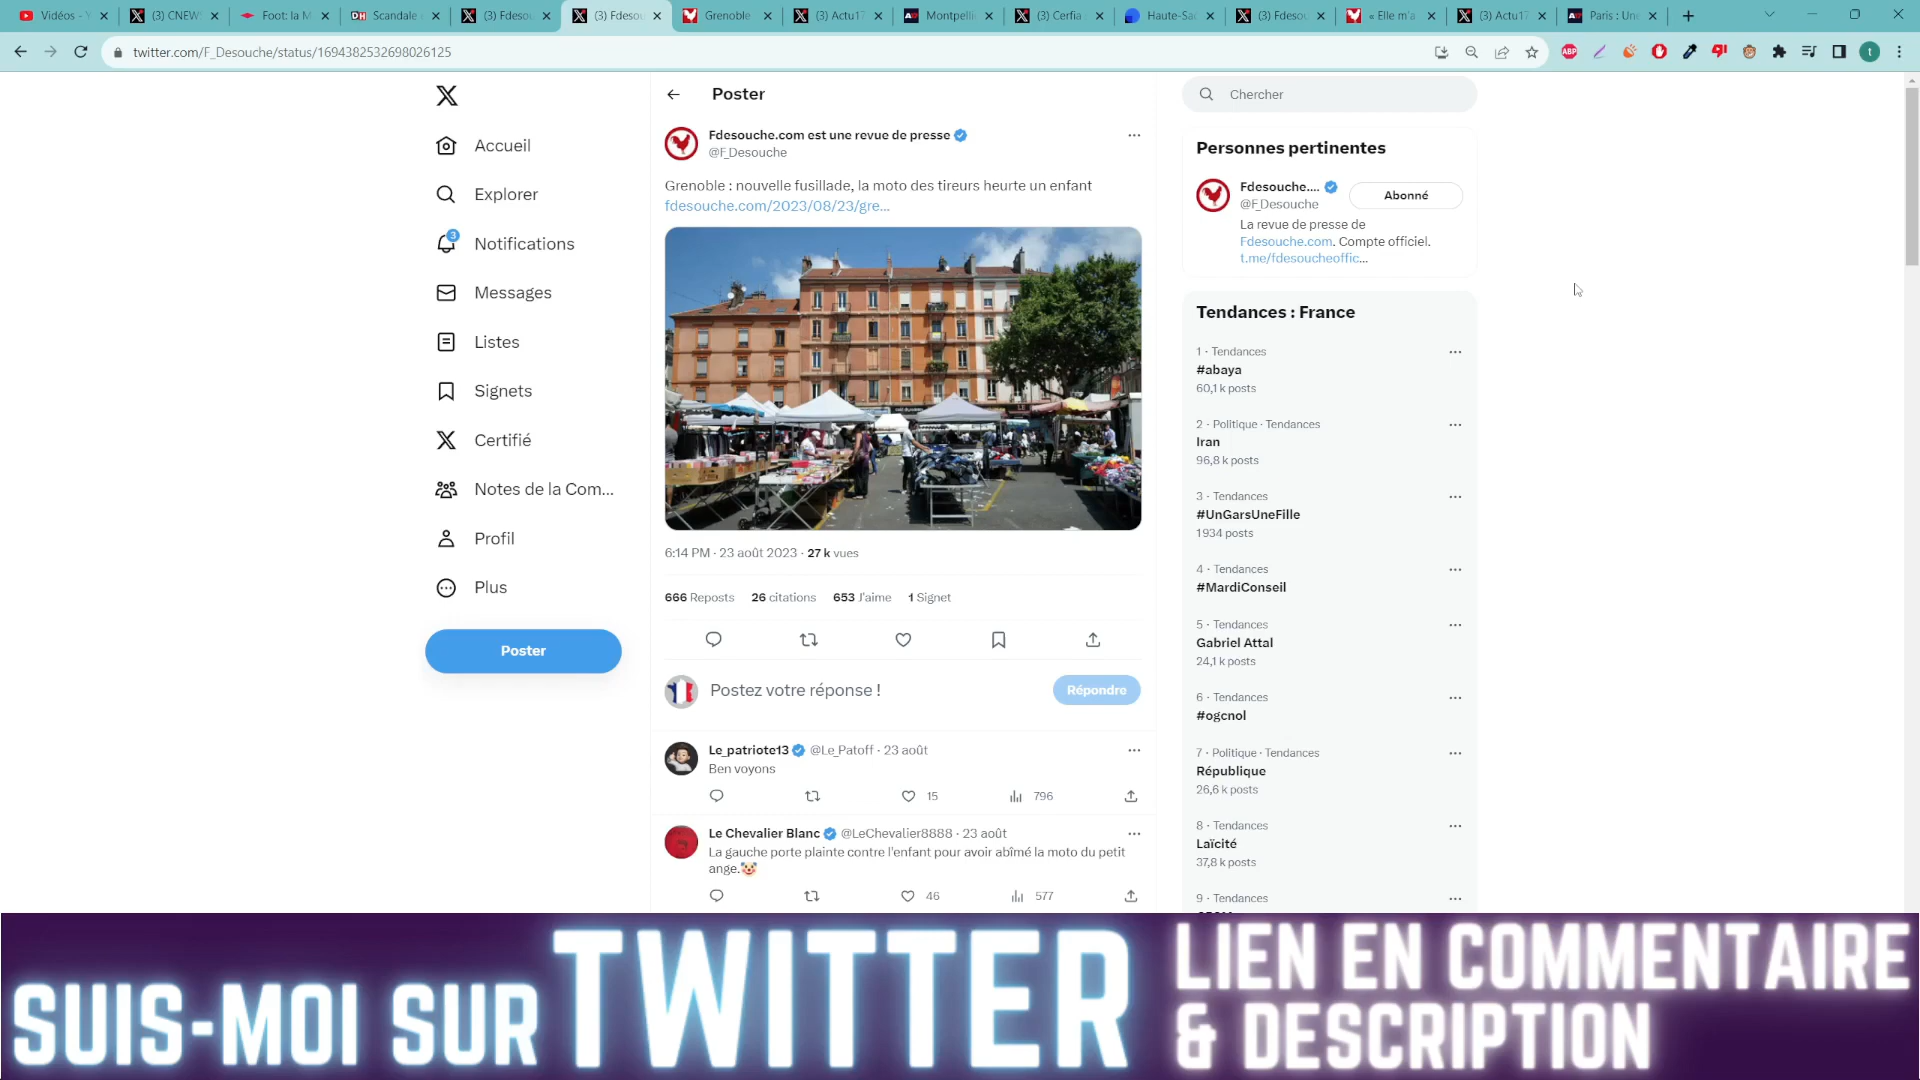 Vidéos - Y
(3) CNEWS
Foot: la M
Scandale
(3) Fdesou
(3) Fdesou
Grenoble
(3) Actu17
Montpelli
(3) Cerfia
Haute-Sa
(3) Fdesou
« Elle m'a
(3) Actu17
Paris : Un
twitter.com/F_Desouche/status/1694382532698026125
ABP
t
Accueil
Explorer
3
Notifications
Messages
Listes
Signets
Certifié
Notes de la Com...
Profil
Plus
Poster
Poster
Fdesouche.com est une revue de presse
@F_Desouche
Grenoble : nouvelle fusillade, la moto des tireurs heurte un enfant
fdesouche.com/2023/08/23/gre...
6:14 PM · 23 août 2023 · 27 k vues
666 Reposts 26 citations 653 J'aime 1 Signet
Postez votre réponse !
Répondre
Le_patriote13 @Le_Patoff · 23 août
Ben voyons
15 796
Le Chevalier Blanc @LeChevalier8888 · 23 août
La gauche porte plainte contre l'enfant pour avoir abîmé la moto du petit
ange.🤡
46 577
Chercher
Personnes pertinentes
Fdesouche....
@F_Desouche
Abonné
La revue de presse de
Fdesouche.com. Compte officiel.
t.me/fdesoucheoffic...
Tendances : France
1 · Tendances
#abaya
60,1 k posts
2 · Politique · Tendances
Iran
96,8 k posts
3 · Tendances
#UnGarsUneFille
1 934 posts
4 · Tendances
#MardiConseil
5 · Tendances
Gabriel Attal
24,1 k posts
6 · Tendances
#ogcnol
7 · Politique · Tendances
République
26,6 k posts
8 · Tendances
Laïcité
37,8 k posts
9 · Tendances
SUIS-MOI SUR TWITTER
LIEN EN COMMENTAIRE
& DESCRIPTION